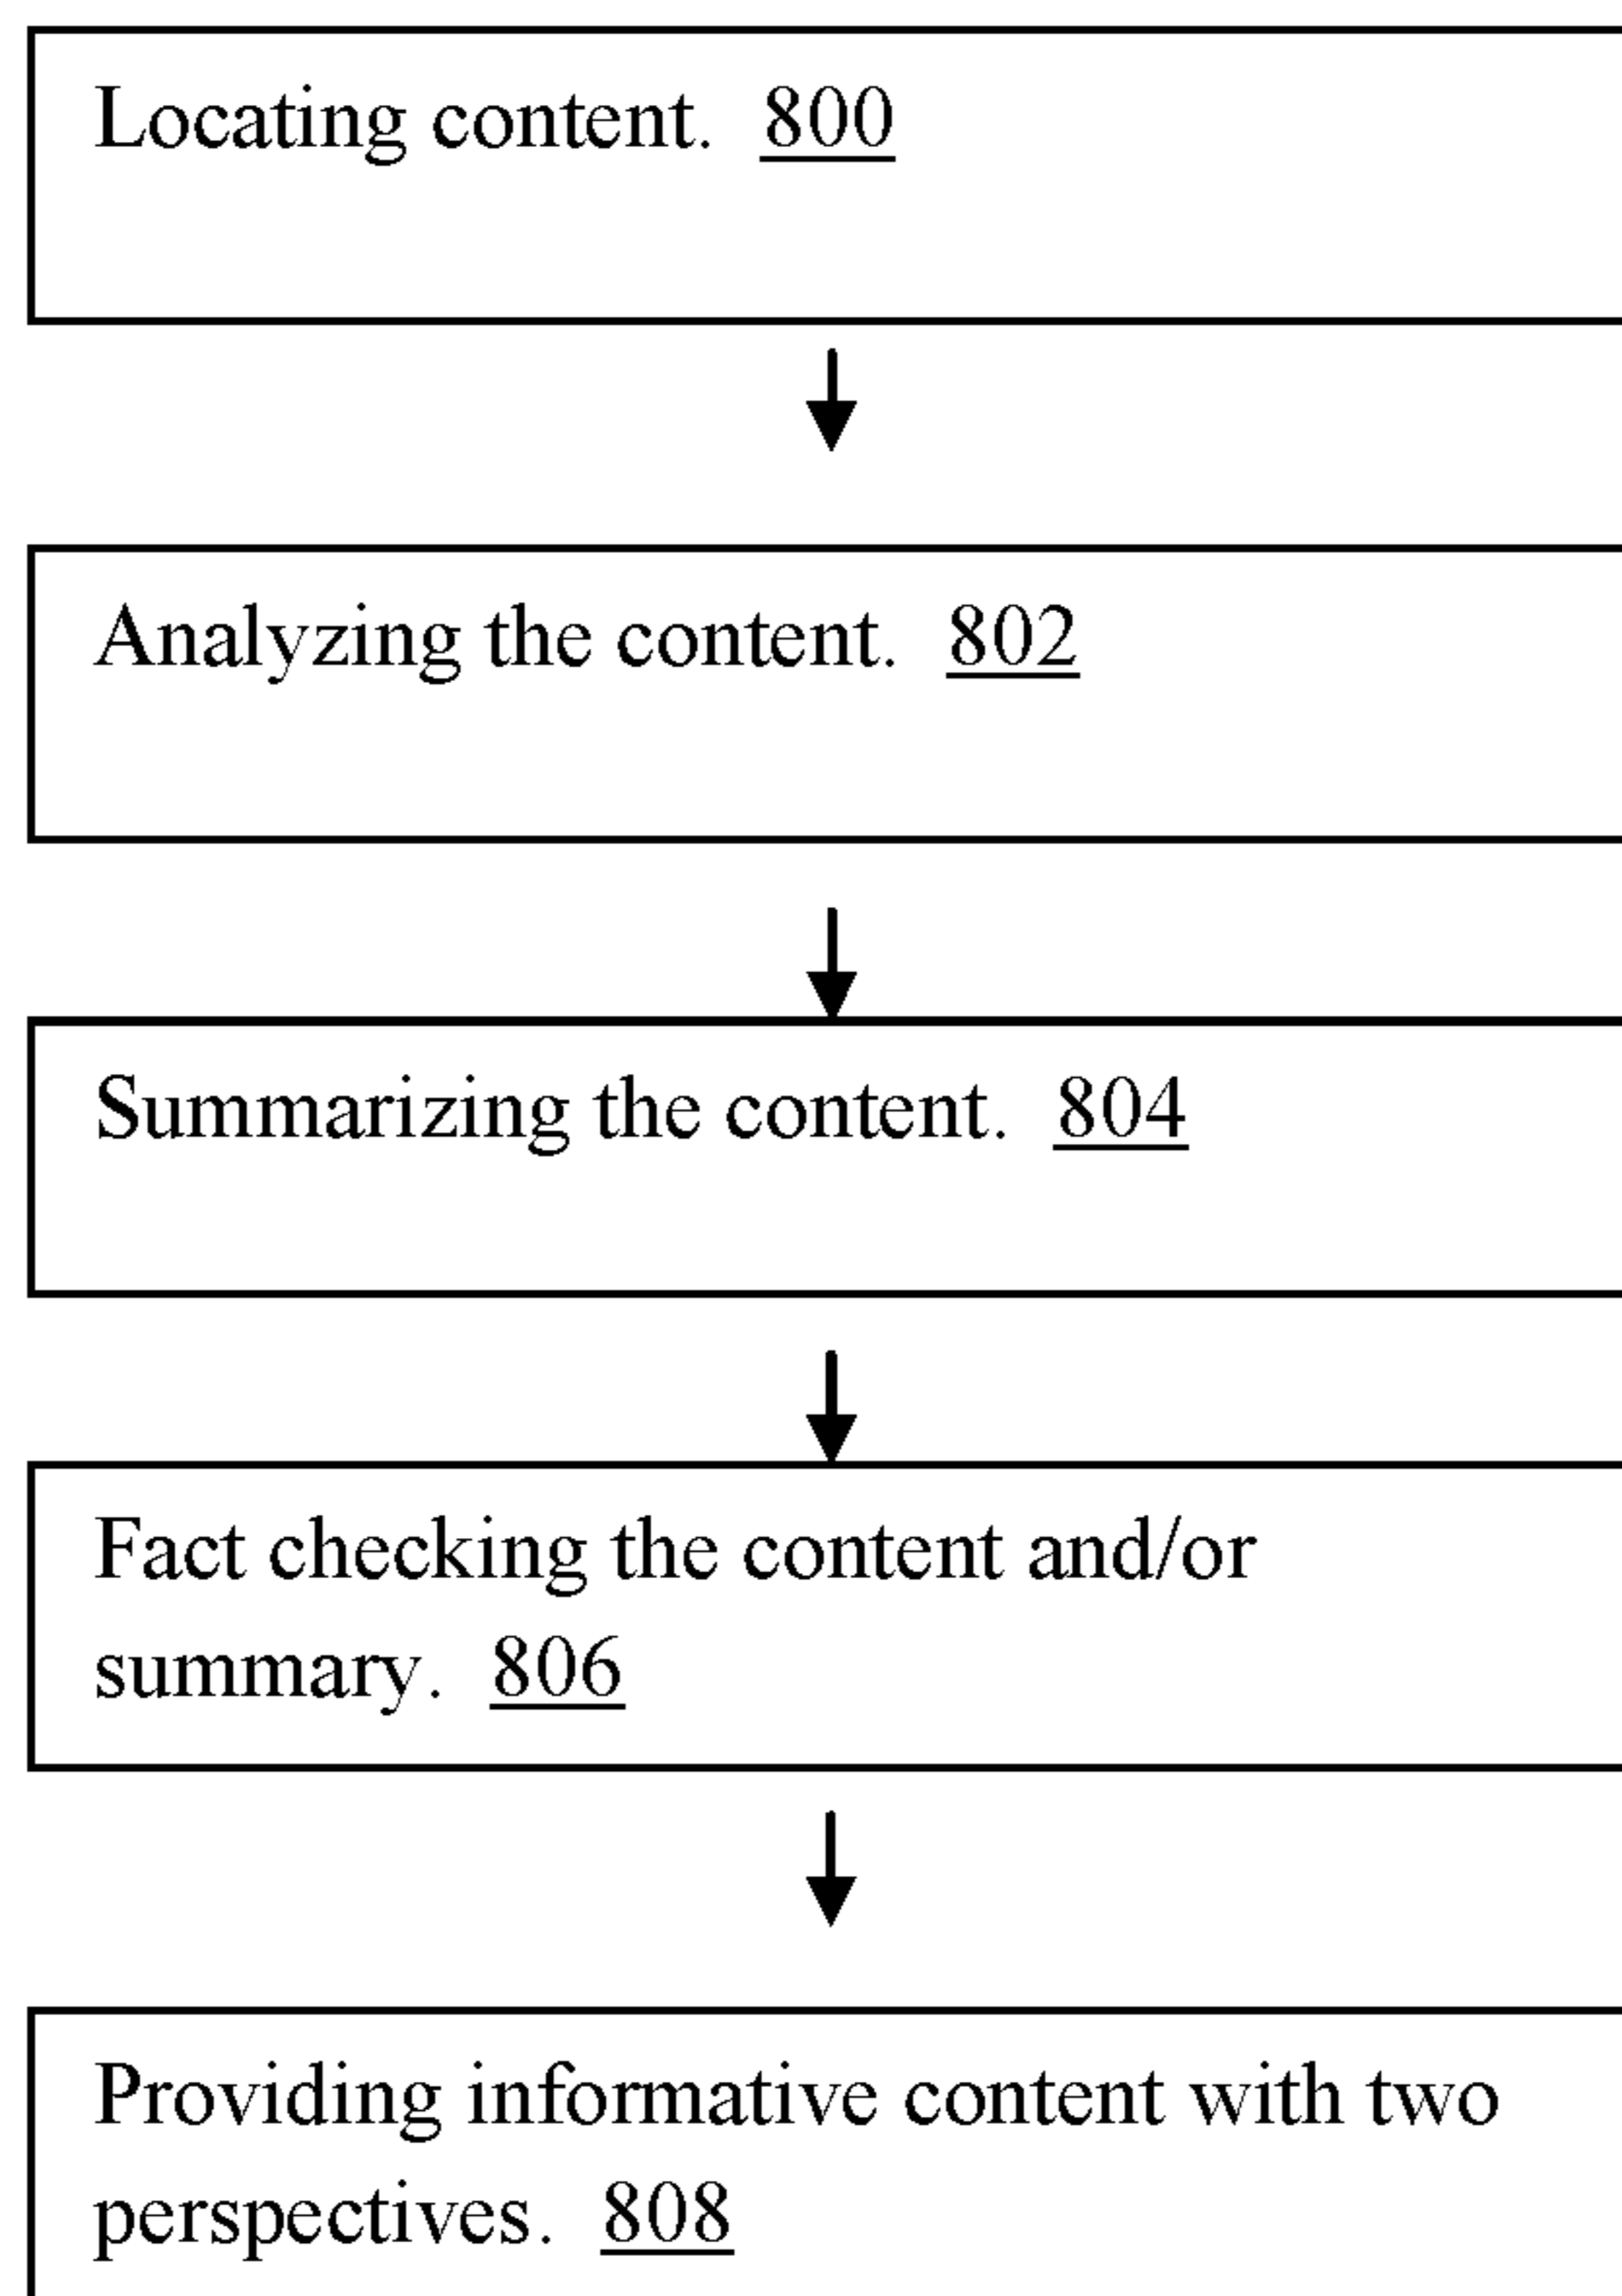 Locating content. 800
Analyzing the content. 802
Summarizing the content. 804
Fact checking the content and/or
summary. 806
Providing informative content with two
perspectives. 808